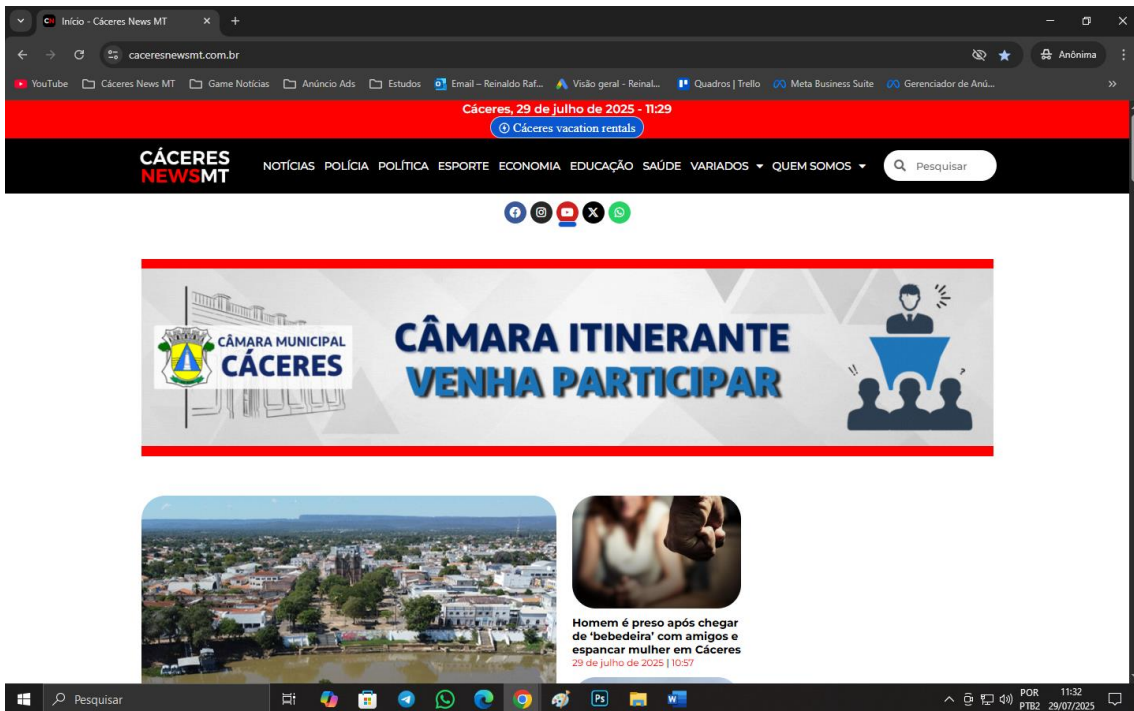 CN Início - Cáceres News MT
caceresnewsmt.com.br
Anônima
YouTube Cáceres News MT Game Notícias Anúncio Ads Estudos Email – Reinaldo Raf... Visão geral - Reinal... Quadros | Trello Meta Business Suite Gerenciador de Anú...
Cáceres, 29 de julho de 2025 - 11:29
Cáceres vacation rentals
CÁCERES
NEWSMT
NOTÍCIAS POLÍCIA POLÍTICA ESPORTE ECONOMIA EDUCAÇÃO SAÚDE VARIADOS QUEM SOMOS
Pesquisar
CÂMARA MUNICIPAL
CÁCERES
CÂMARA ITINERANTE
VENHA PARTICIPAR
Homem é preso após chegar
de ‘bebedeira’ com amigos e
espancar mulher em Cáceres
29 de julho de 2025 | 10:57
Pesquisar
Ps
POR
PTB2
11:32
29/07/2025